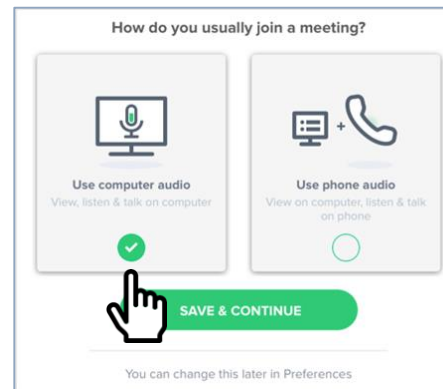 How do you usually join a meeting?
Use computer audio
View, listen & talk on computer
Use phone audio
View on computer, listen & talk
on phone
SAVE & CONTINUE
You can change this later in Preferences